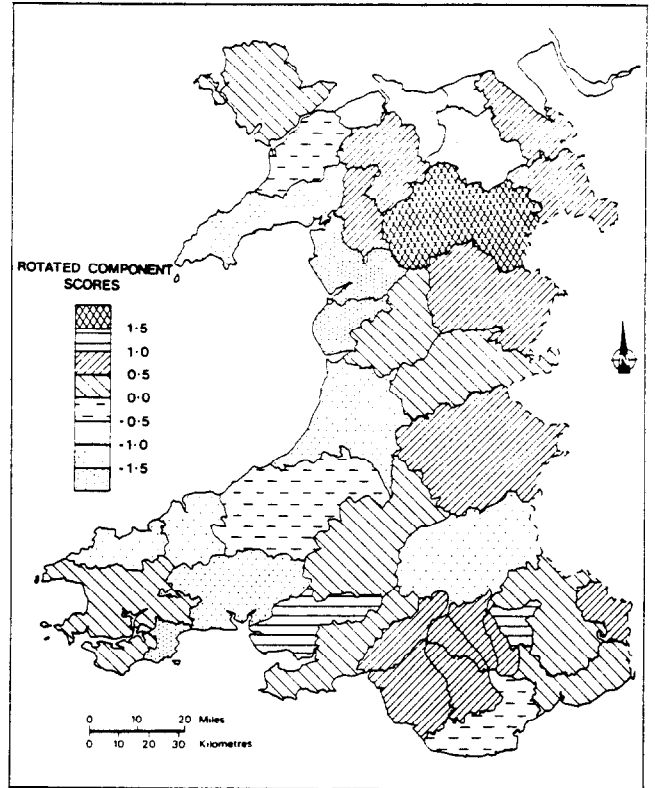 ROTATED COMPONENT
SCORES
1·5
1·0
0·5
0·0
-0·5
-1·0
-1·5
N
0 10 20 Miles
0 10 20 30 Kilometres